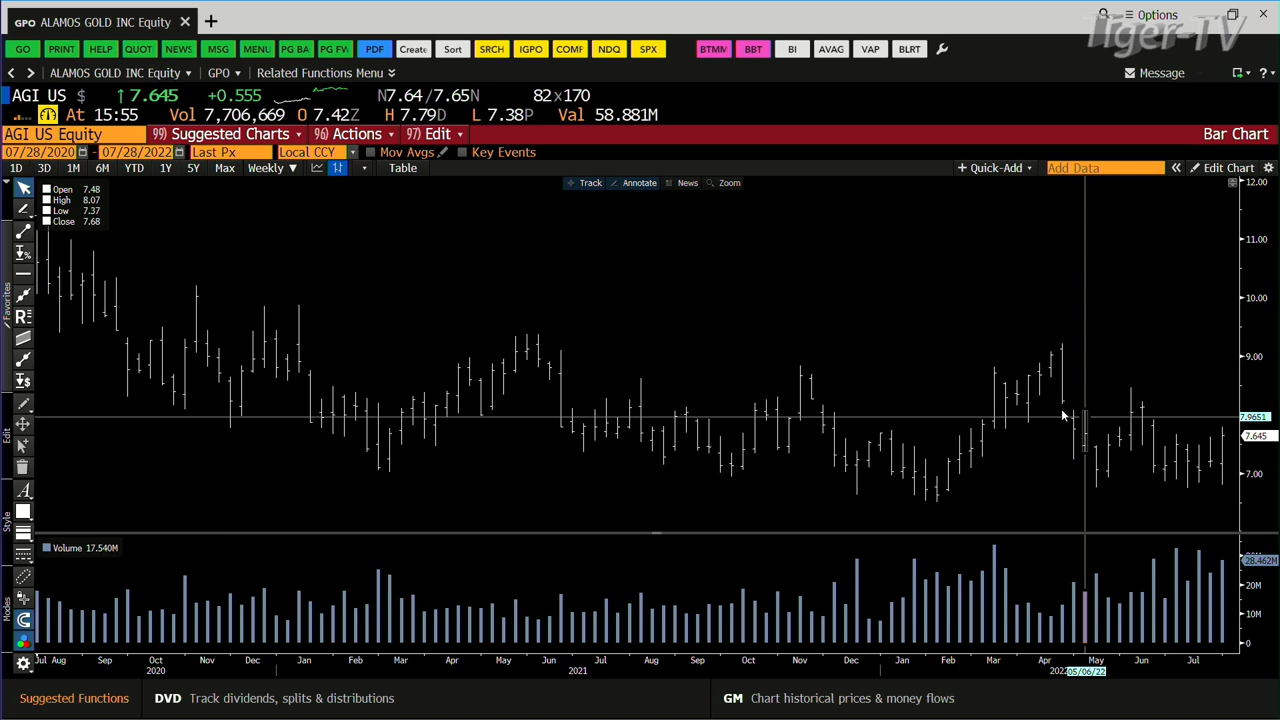 GPO ALAMOS GOLD INC Equity
Options
Tiger-TV
GO PRINT HELP QUOT NEWS MSG MENU PG BA PG FW PDF Create Sort SRCH IGPO COMF NDQ SPX BTMM BBT BI AVAG VAP BLRT
ALAMOS GOLD INC Equity GPO Related Functions Menu Message ?
AGI US $ ↑ 7.645 +0.555 N7.64/7.65N 82x170
At 15:55 Vol 7,706,669 O 7.42Z H 7.79D L 7.38P Val 58.881M
AGI US Equity 99) Suggested Charts 96) Actions 97) Edit Bar Chart
07/28/2020 - 07/28/2022 Last Px Local CCY Mov Avgs Key Events
1D 3D 1M 6M YTD 1Y 5Y Max Weekly Table + Quick-Add Add Data Edit Chart
Track Annotate News Zoom
Open 7.48
High 8.07
Low 7.37
Close 7.68
12.00
11.00
10.00
9.00
7.9651
7.645
7.00
Favorites
Edit
Style
Modes
Volume 17.540M
28.462M
20M
10M
0
Jul Aug Sep Oct Nov Dec Jan Feb Mar Apr May Jun Jul Aug Sep Oct Nov Dec Jan Feb Mar Apr May Jun Jul
2020 2021 05/06/22
Suggested Functions DVD Track dividends, splits & distributions GM Chart historical prices & money flows